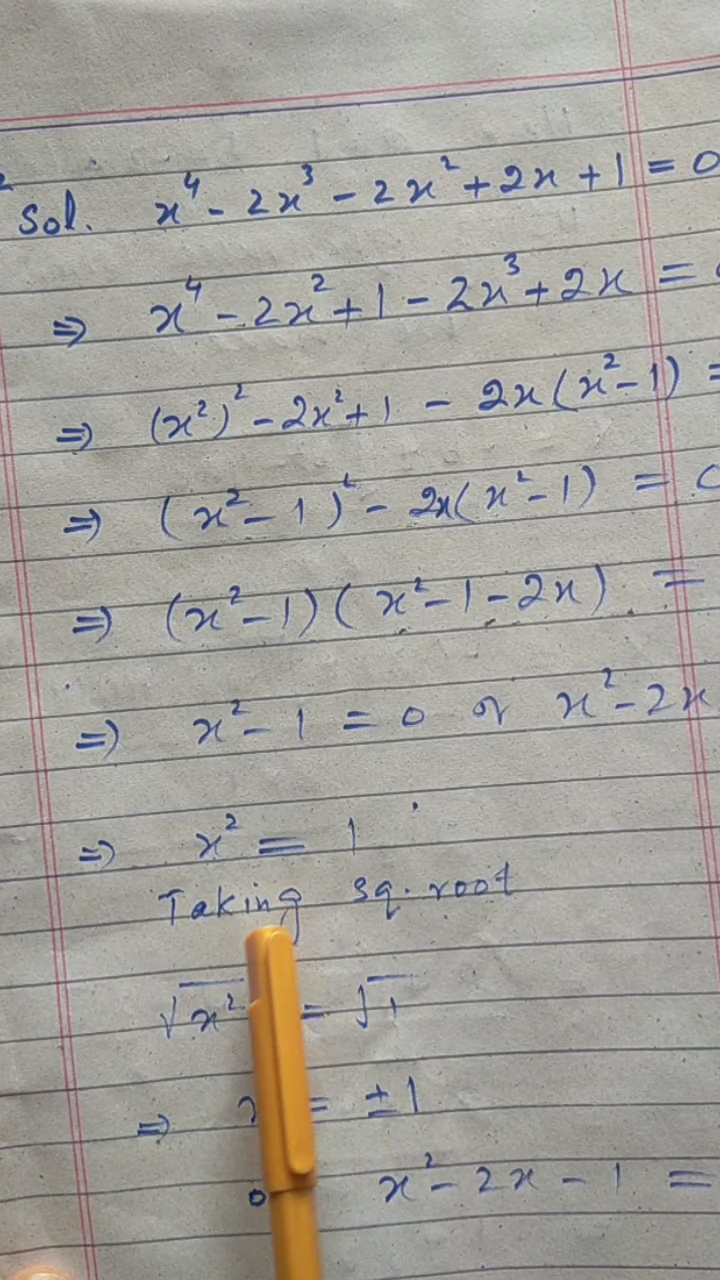 Sol. x⁴ - 2x³ - 2x² + 2x + 1 = 0
⇒ x⁴ - 2x² + 1 - 2x³ + 2x =
⇒ (x²)² - 2x² + 1 - 2x(x² - 1) =
⇒ (x² - 1)² - 2x(x² - 1) =
⇒ (x² - 1)(x² - 1 - 2x) =
⇒ x² - 1 = 0 or x² - 2x
⇒ x² = 1
Taking sq. root
√x² = √1
⇒ = ± 1
x² - 2x - 1 =